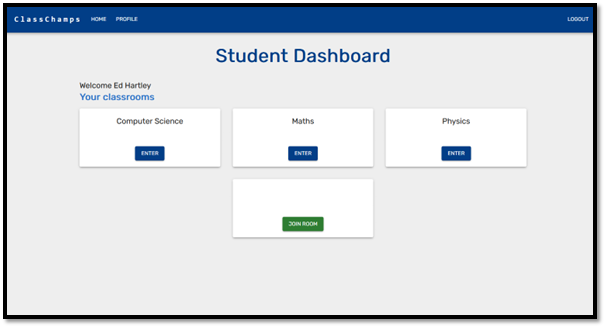 ClassChamps HOME PROFILE LOGOUT
Student Dashboard
Welcome Ed Hartley
Your classrooms
Computer Science Maths Physics
ENTER ENTER ENTER
JOIN ROOM